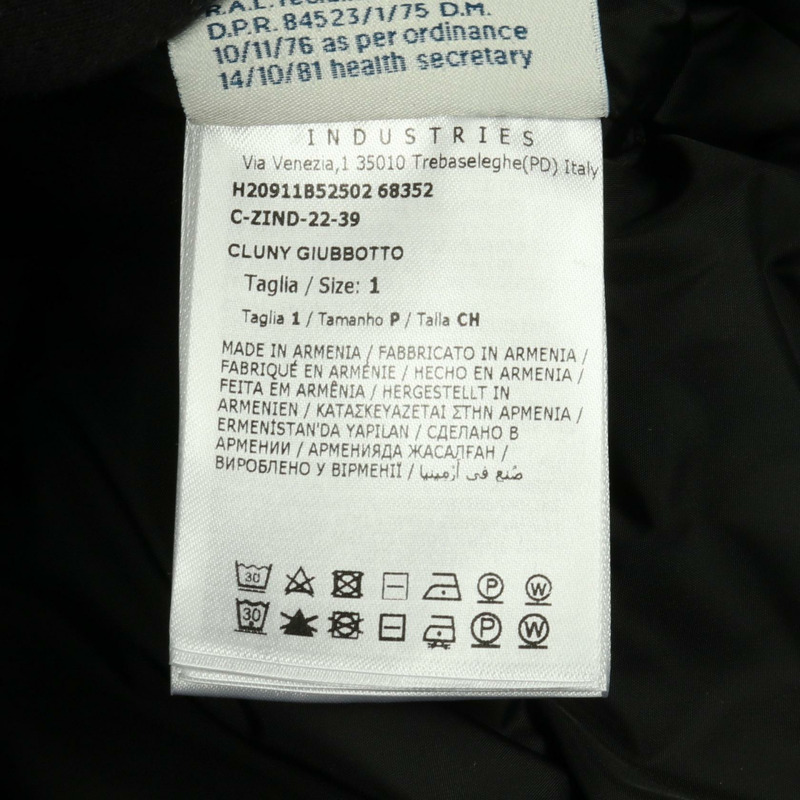 D.P.R. 84523/1/75 D.M.
10/11/76 as per ordinance
14/10/81 health secretary
INDUSTRIES
Via Venezia,1 35010 Trebaseleghe(PD) Italy
H20911B52502 68352
C-ZIND-22-39
CLUNY GIUBBOTTO
Taglia / Size: 1
Taglia 1 / Tamanho P / Talla CH
MADE IN ARMENIA / FABBRICATO IN ARMENIA /
FABRIQUÉ EN ARMÉNIE / HECHO EN ARMENIA /
FEITA EM ARMÊNIA / HERGESTELLT IN
ARMENIEN / ΚΑΤΑΣΚΕΥΑΖΕΤΑΙ ΣΤΗΝ ΑΡΜΕΝΙΑ /
ERMENİSTAN'DA YAPILAN / СДЕЛАНО В
АРМЕНИИ / АРМЕНИЯДА ЖАСАЛҒАН /
ВИРОБЛЕНО У ВІРМЕНІЇ / صُنع في أرمينيا
30 P W
30 P W